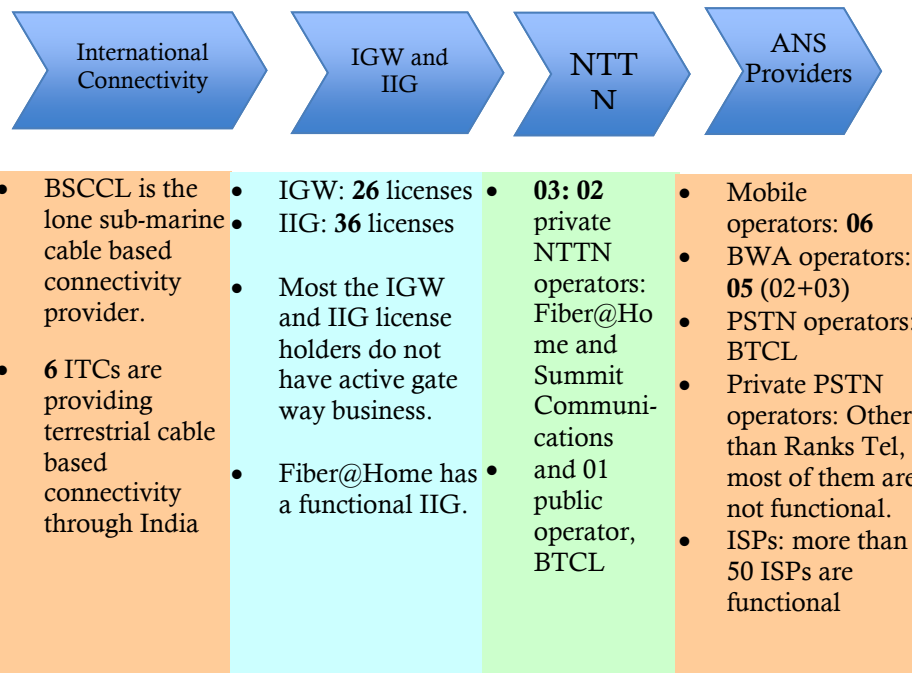 International
Connectivity
IGW and
IIG
NTT
N
ANS
Providers
• BSCCL is the
lone sub-marine
cable based
connectivity
provider.
• 6 ITCs are
providing
terrestrial cable
based
connectivity
through India
• IGW: 26 licenses
• IIG: 36 licenses
• Most the IGW
and IIG license
holders do not
have active gate
way business.
• Fiber@Home has
a functional IIG.
• 03: 02
private
NTTN
operators:
Fiber@Ho
me and
Summit
Communi-
cations
• and 01
public
operator,
BTCL
• Mobile
operators: 06
• BWA operators:
05 (02+03)
• PSTN operators:
BTCL
• Private PSTN
operators: Other
than Ranks Tel,
most of them are
not functional.
• ISPs: more than
50 ISPs are
functional